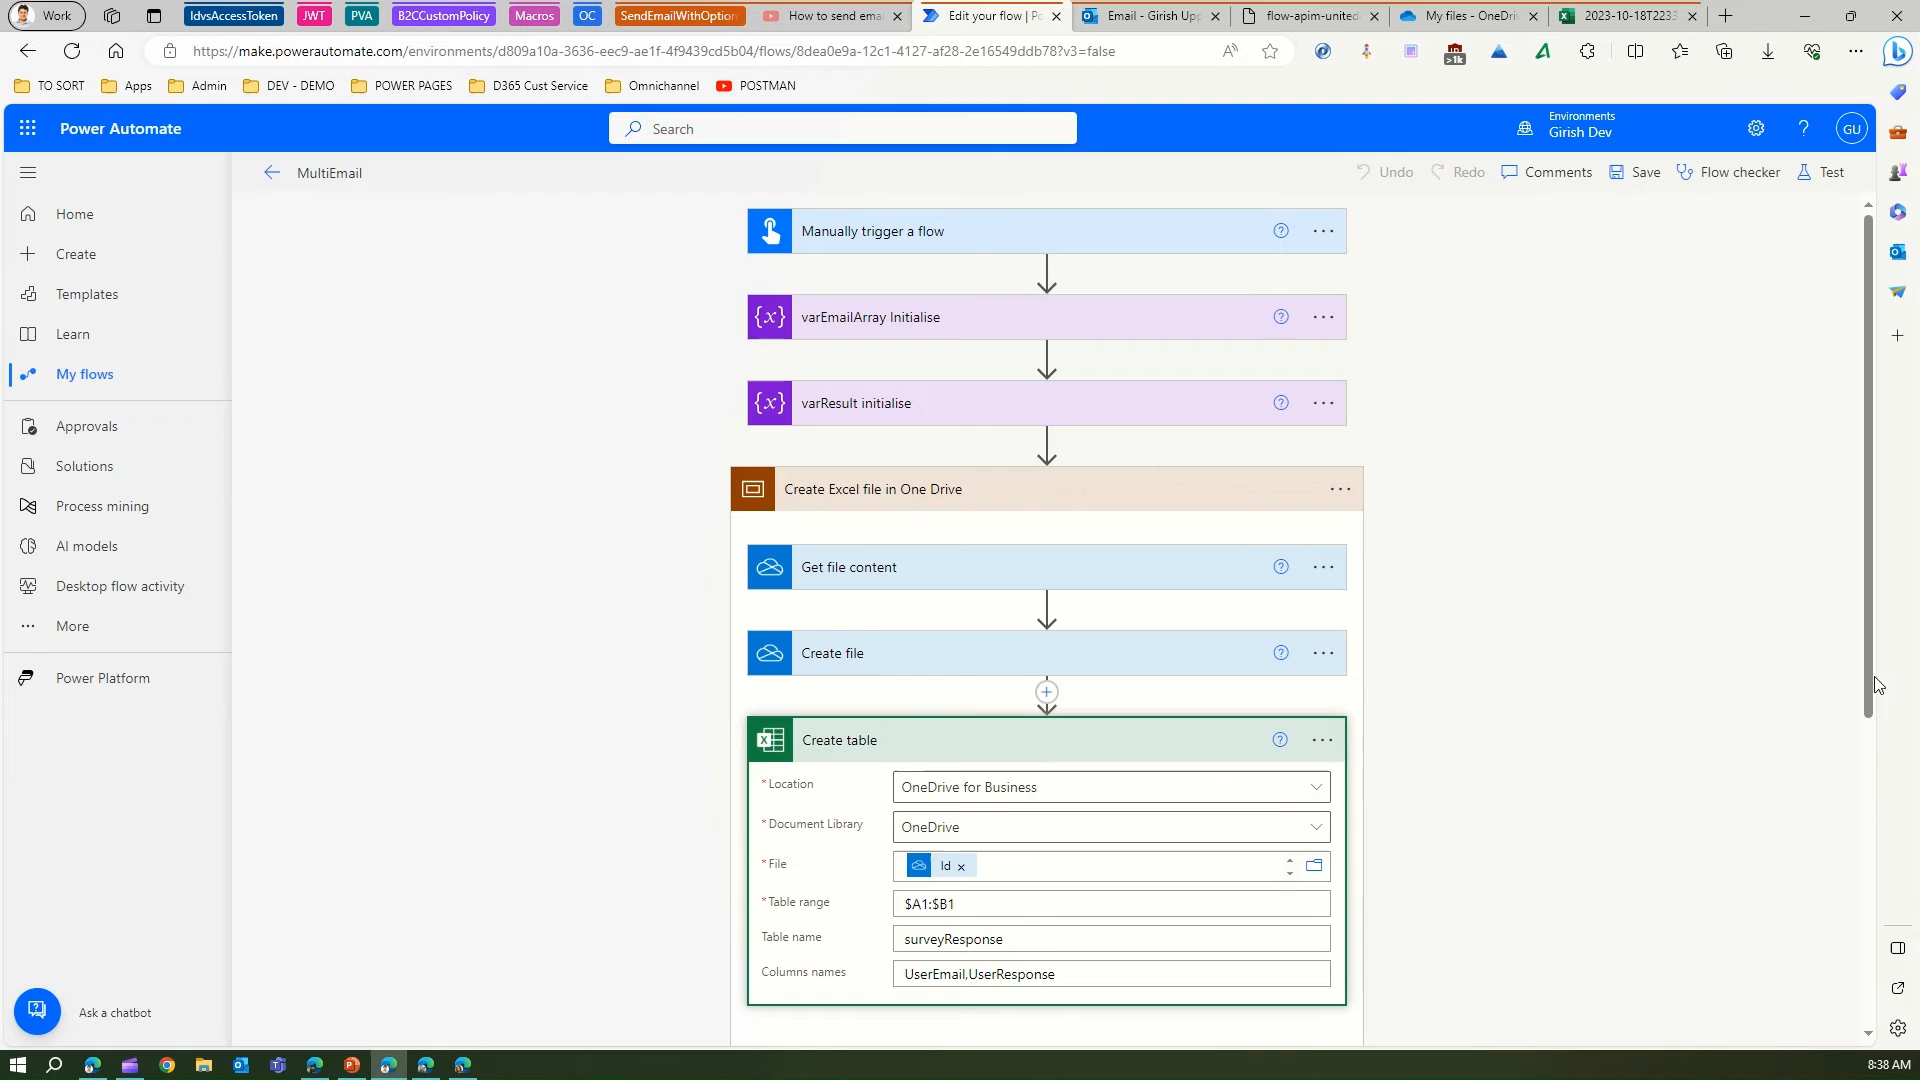 Work
IdvsAccessToken
JWT
PVA
B2CCustomPolicy
Macros
OC
SendEmailWithOption
How to send emai
Edit your flow | Po
Email - Girish Upp
flow-apim-united
My files - OneDriv
2023-10-18T2233
https://make.powerautomate.com/environments/d809a10a-3636-eec9-ae1f-4f9439cd5b04/flows/8dea0e9a-12c1-4127-af28-2e16549ddb78?v3=false
>1k
TO SORT
Apps
Admin
DEV - DEMO
POWER PAGES
D365 Cust Service
Omnichannel
POSTMAN
Power Automate
Search
Environments
Girish Dev
GU
MultiEmail
Undo
Redo
Comments
Save
Flow checker
Test
Home
Create
Templates
Learn
My flows
Approvals
Solutions
Process mining
AI models
Desktop flow activity
More
Power Platform
Ask a chatbot
Manually trigger a flow
{x} varEmailArray Initialise
{x} varResult initialise
Create Excel file in One Drive
Get file content
Create file
Create table
*Location
OneDrive for Business
*Document Library
OneDrive
*File
Id ×
*Table range
$A1:$B1
Table name
surveyResponse
Columns names
UserEmail,UserResponse
8:38 AM